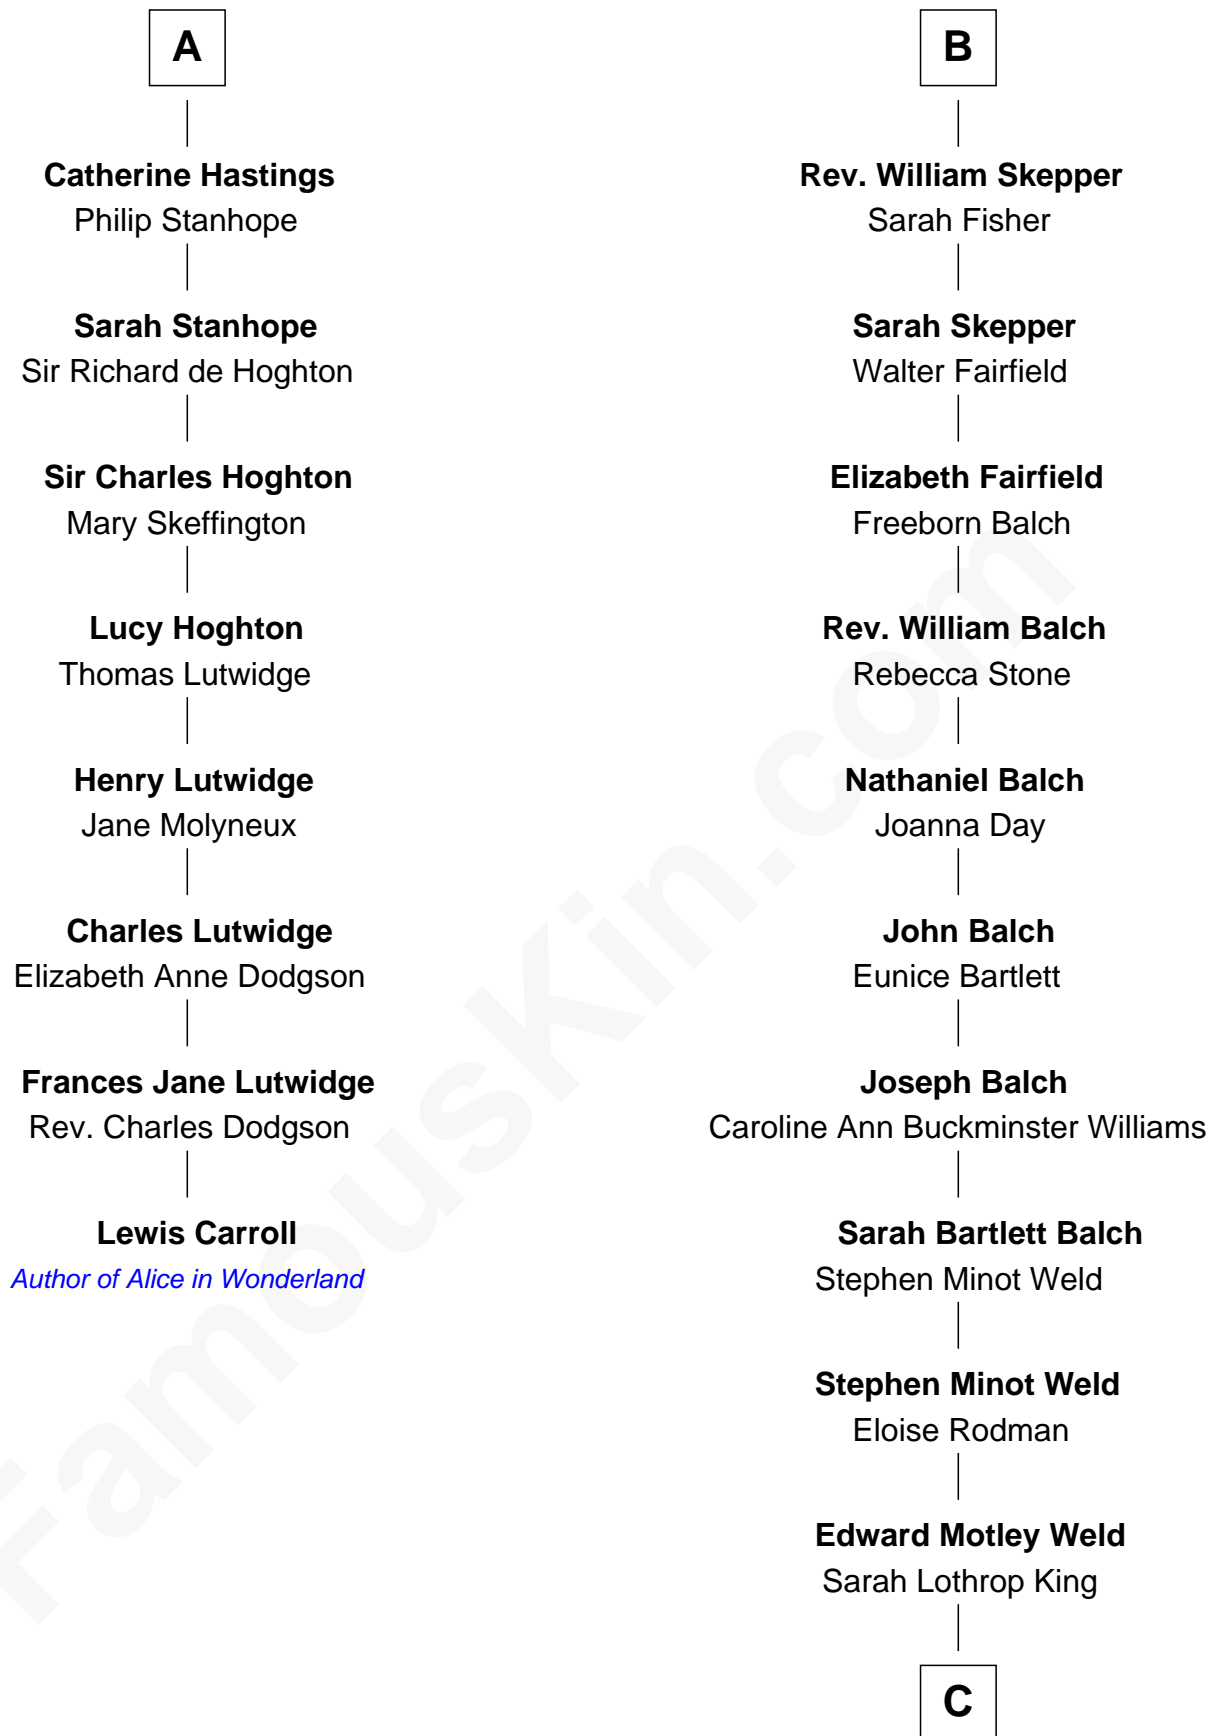 A
Catherine Hastings
Philip Stanhope
Sarah Stanhope
Sir Richard de Hoghton
Sir Charles Hoghton
Mary Skeffington
Lucy Hoghton
Thomas Lutwidge
Henry Lutwidge
Jane Molyneux
Charles Lutwidge
Elizabeth Anne Dodgson
Frances Jane Lutwidge
Rev. Charles Dodgson
Lewis Carroll
Author of Alice in Wonderland
B
Rev. William Skepper
Sarah Fisher
Sarah Skepper
Walter Fairfield
Elizabeth Fairfield
Freeborn Balch
Rev. William Balch
Rebecca Stone
Nathaniel Balch
Joanna Day
John Balch
Eunice Bartlett
Joseph Balch
Caroline Ann Buckminster Williams
Sarah Bartlett Balch
Stephen Minot Weld
Stephen Minot Weld
Eloise Rodman
Edward Motley Weld
Sarah Lothrop King
C
FamousKin.com